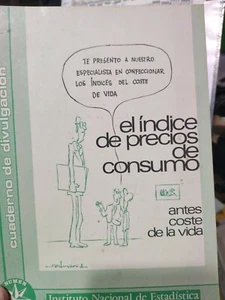 cuaderno de divulgación
TE PRESENTO A NUESTRO
ESPECIALISTA EN CONFECCIONAR
LOS ÍNDICES DEL COSTE
DE VIDA
el índice
de precios
de
consumo
antes
coste
de la vida
Instituto Nacional de Estadística